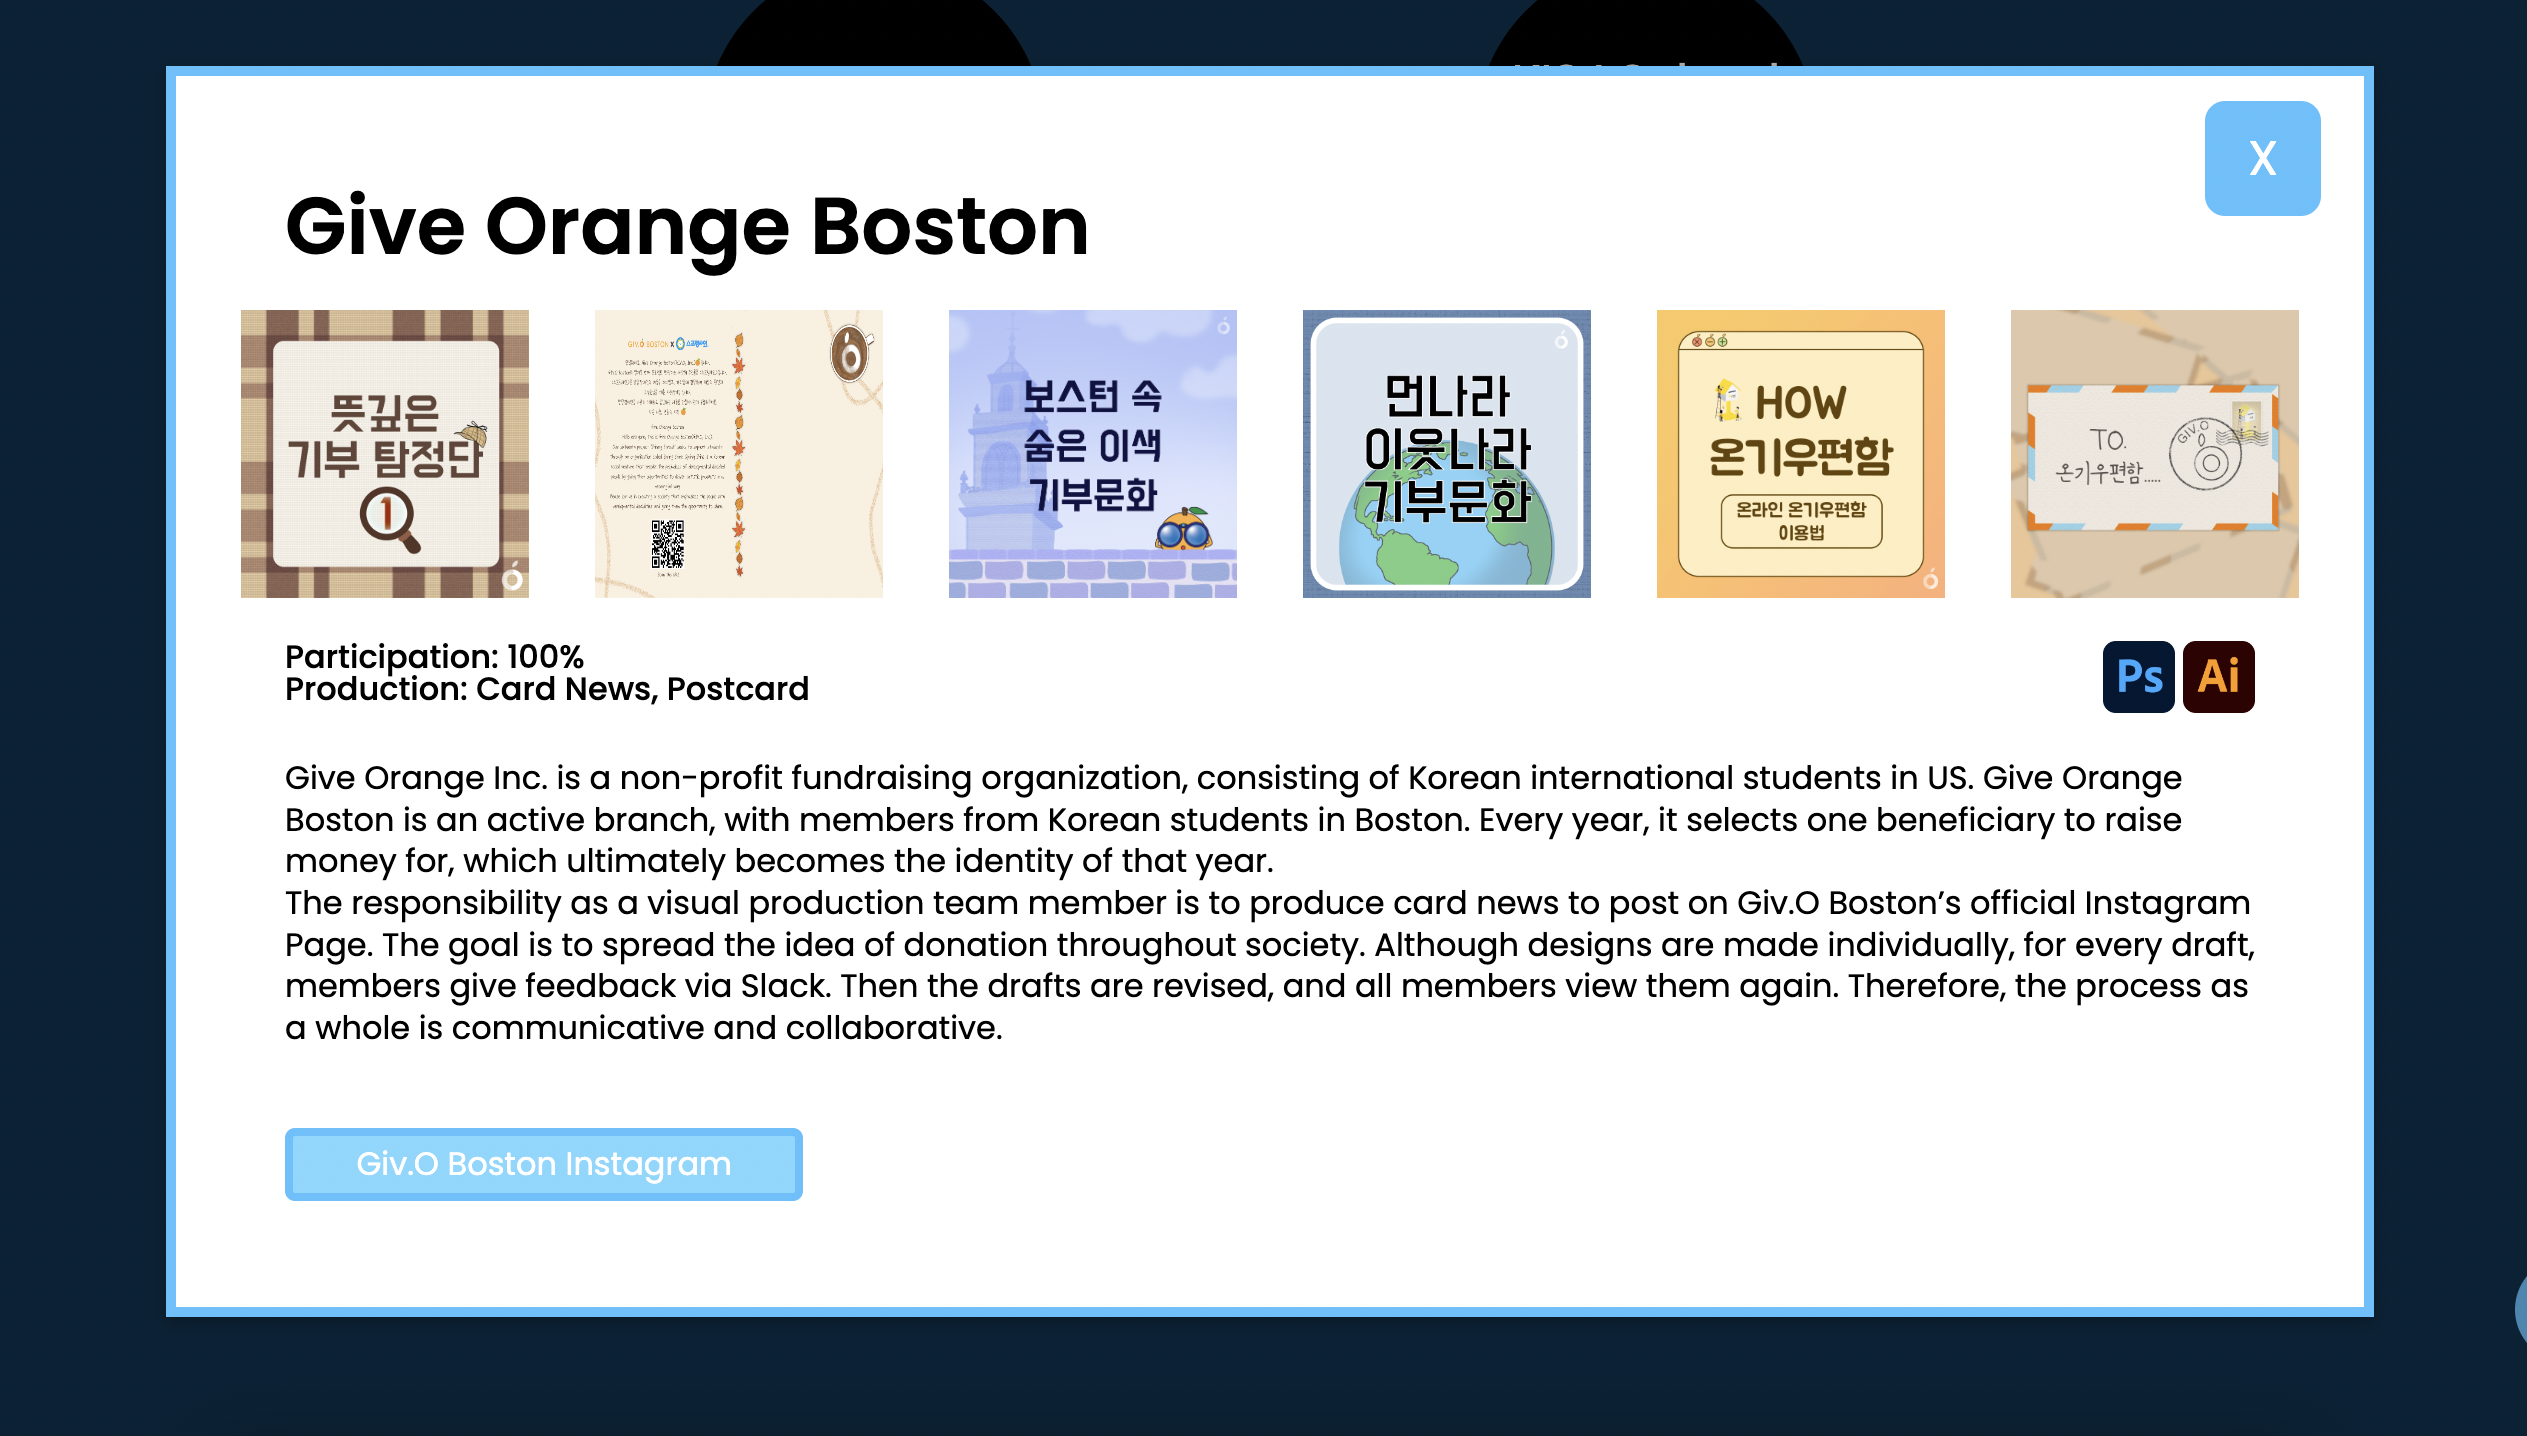 X
Give Orange Boston
뜻깊은
기부 탐정단
1
GIV.O BOSTON X
보스턴 속
숨은 이색
기부문화
먼나라
이웃나라
기부문화
HOW
온기우편함
온라인 온기우편함
이용법
TO.
온기우편함.....
GIV.O
Participation: 100%
Production: Card News, Postcard
Ps Ai
Give Orange Inc. is a non-profit fundraising organization, consisting of Korean international students in US. Give Orange
Boston is an active branch, with members from Korean students in Boston. Every year, it selects one beneficiary to raise
money for, which ultimately becomes the identity of that year.
The responsibility as a visual production team member is to produce card news to post on Giv.O Boston’s official Instagram
Page. The goal is to spread the idea of donation throughout society. Although designs are made individually, for every draft,
members give feedback via Slack. Then the drafts are revised, and all members view them again. Therefore, the process as
a whole is communicative and collaborative.
Giv.O Boston Instagram